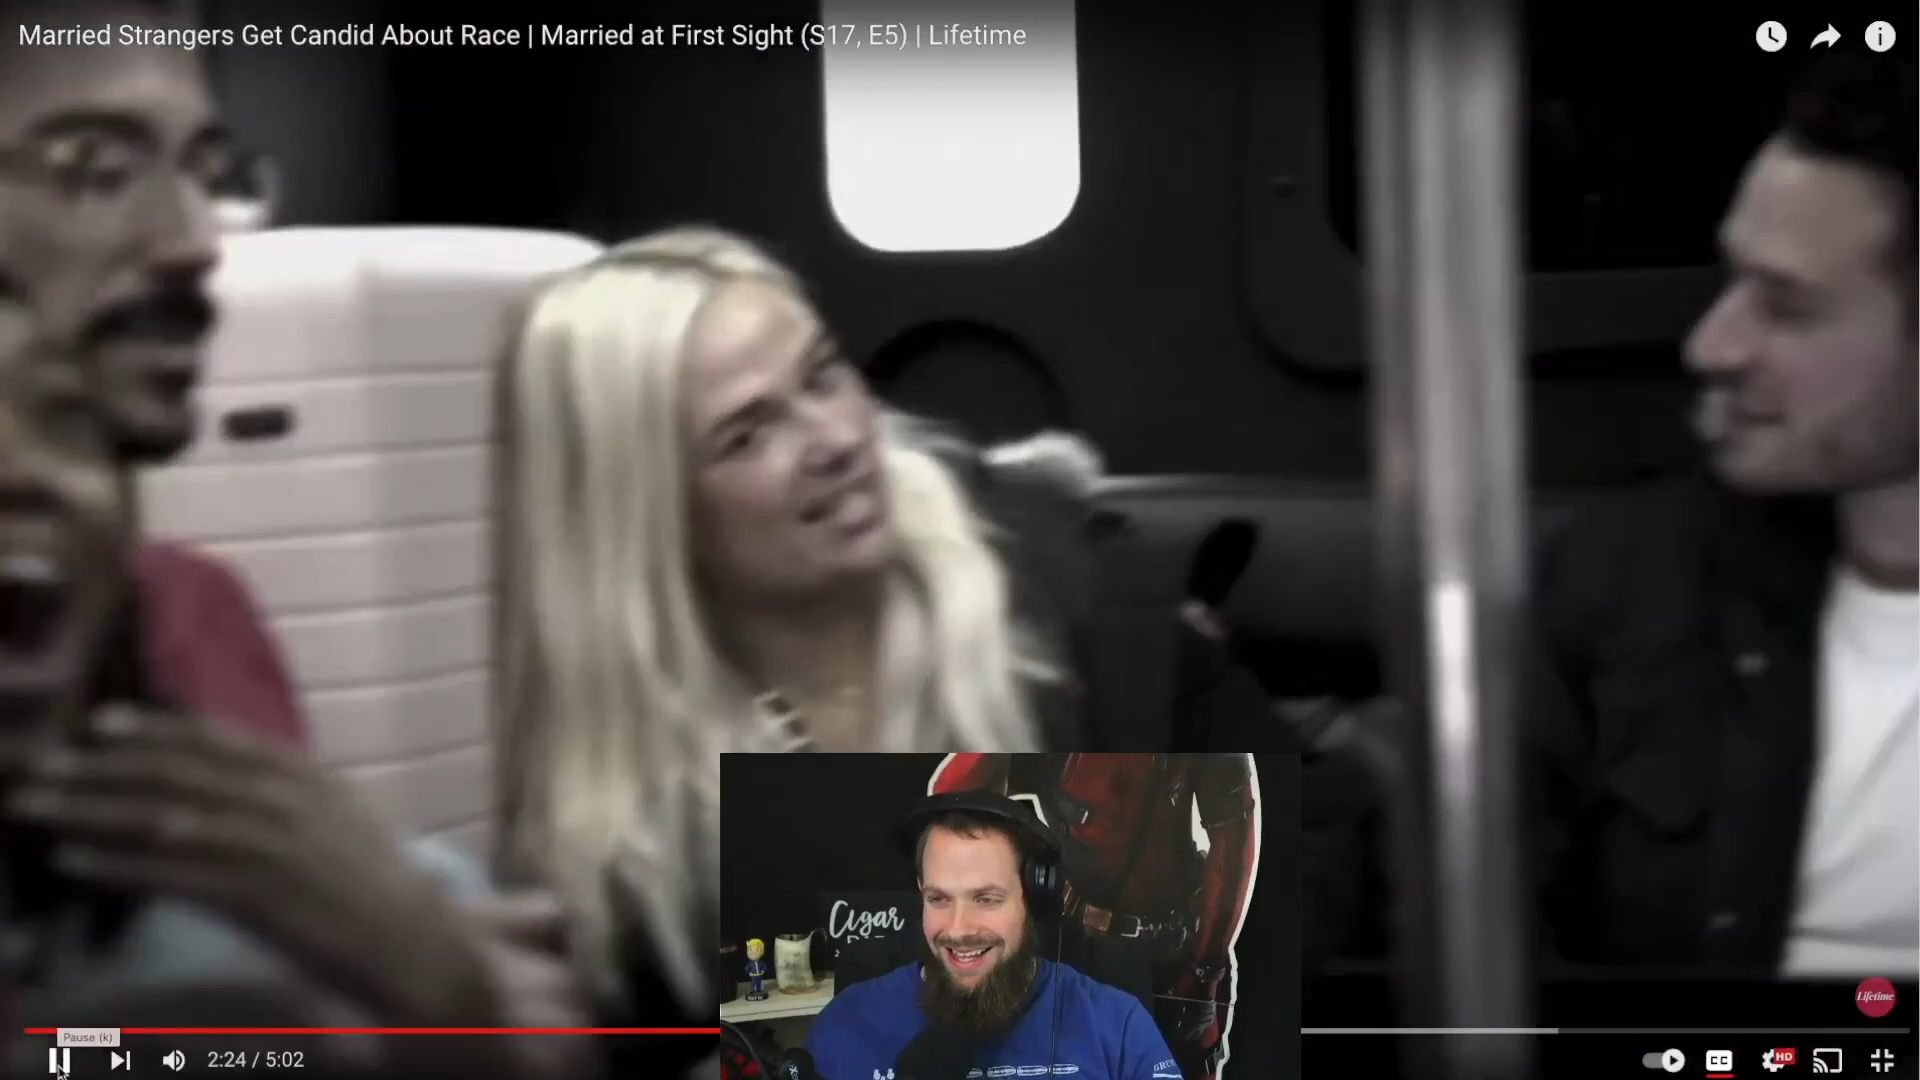 Married Strangers Get Candid About Race | Married at First Sight (S17, E5) | Lifetime
Cigar
Lifetime
Pause (k)
2:24 / 5:02
CC
HD